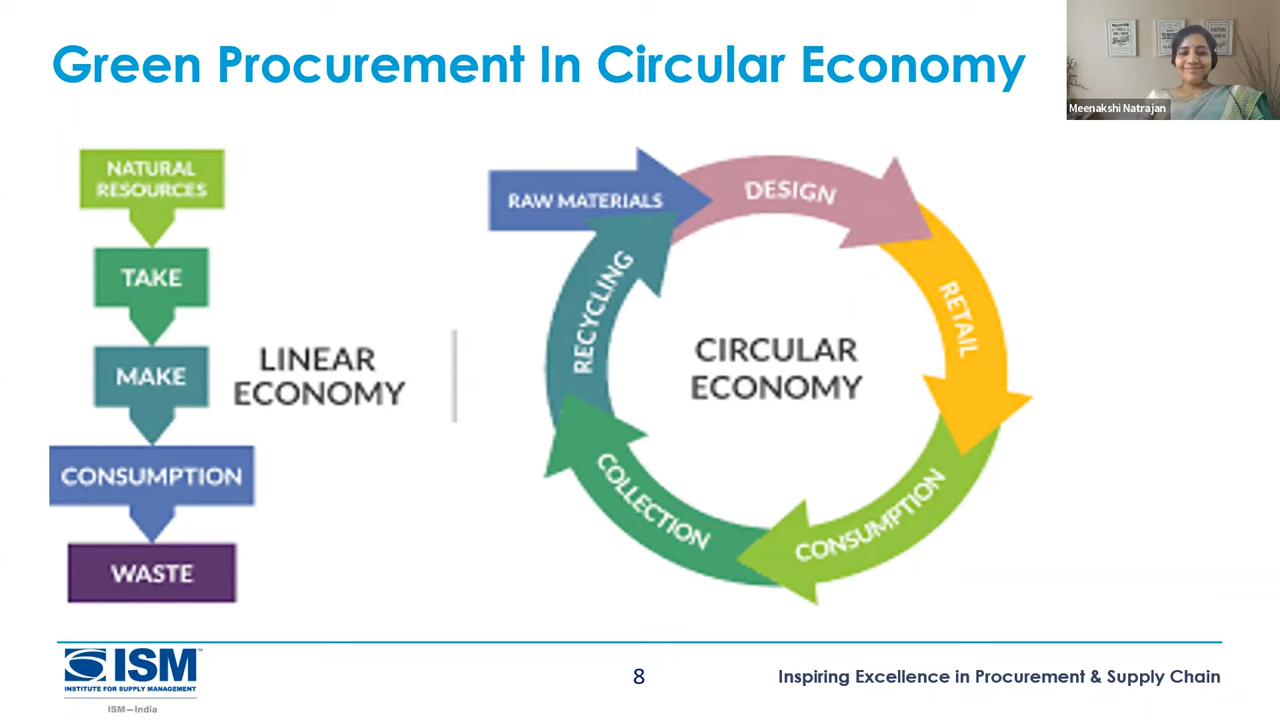 Green Procurement In Circular Economy
Meenakshi Natrajan
NATURAL
RESOURCES
TAKE
MAKE
CONSUMPTION
WASTE
LINEAR
ECONOMY
RAW MATERIALS
DESIGN
RETAIL
CONSUMPTION
COLLECTION
RECYCLING
CIRCULAR
ECONOMY
ISM
INSTITUTE FOR SUPPLY MANAGEMENT
ISM—India
8
Inspiring Excellence in Procurement & Supply Chain